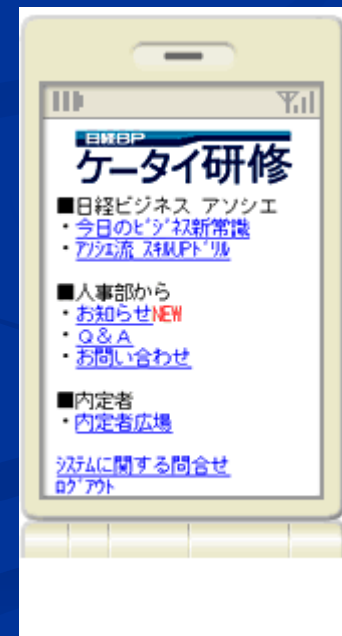 日経BP
ケータイ研修
■日経ビジネス アソシエ
・今日のﾋﾞｼﾞﾈｽ新常識
・ｱｿｼｴ流 ｽｷﾙUPﾄﾞﾘﾙ
■人事部から
・お知らせNEW
・Ｑ＆Ａ
・お問い合わせ
■内定者
・内定者広場
ｼｽﾃﾑに関する問合せ
ﾛｸﾞｱｳﾄ